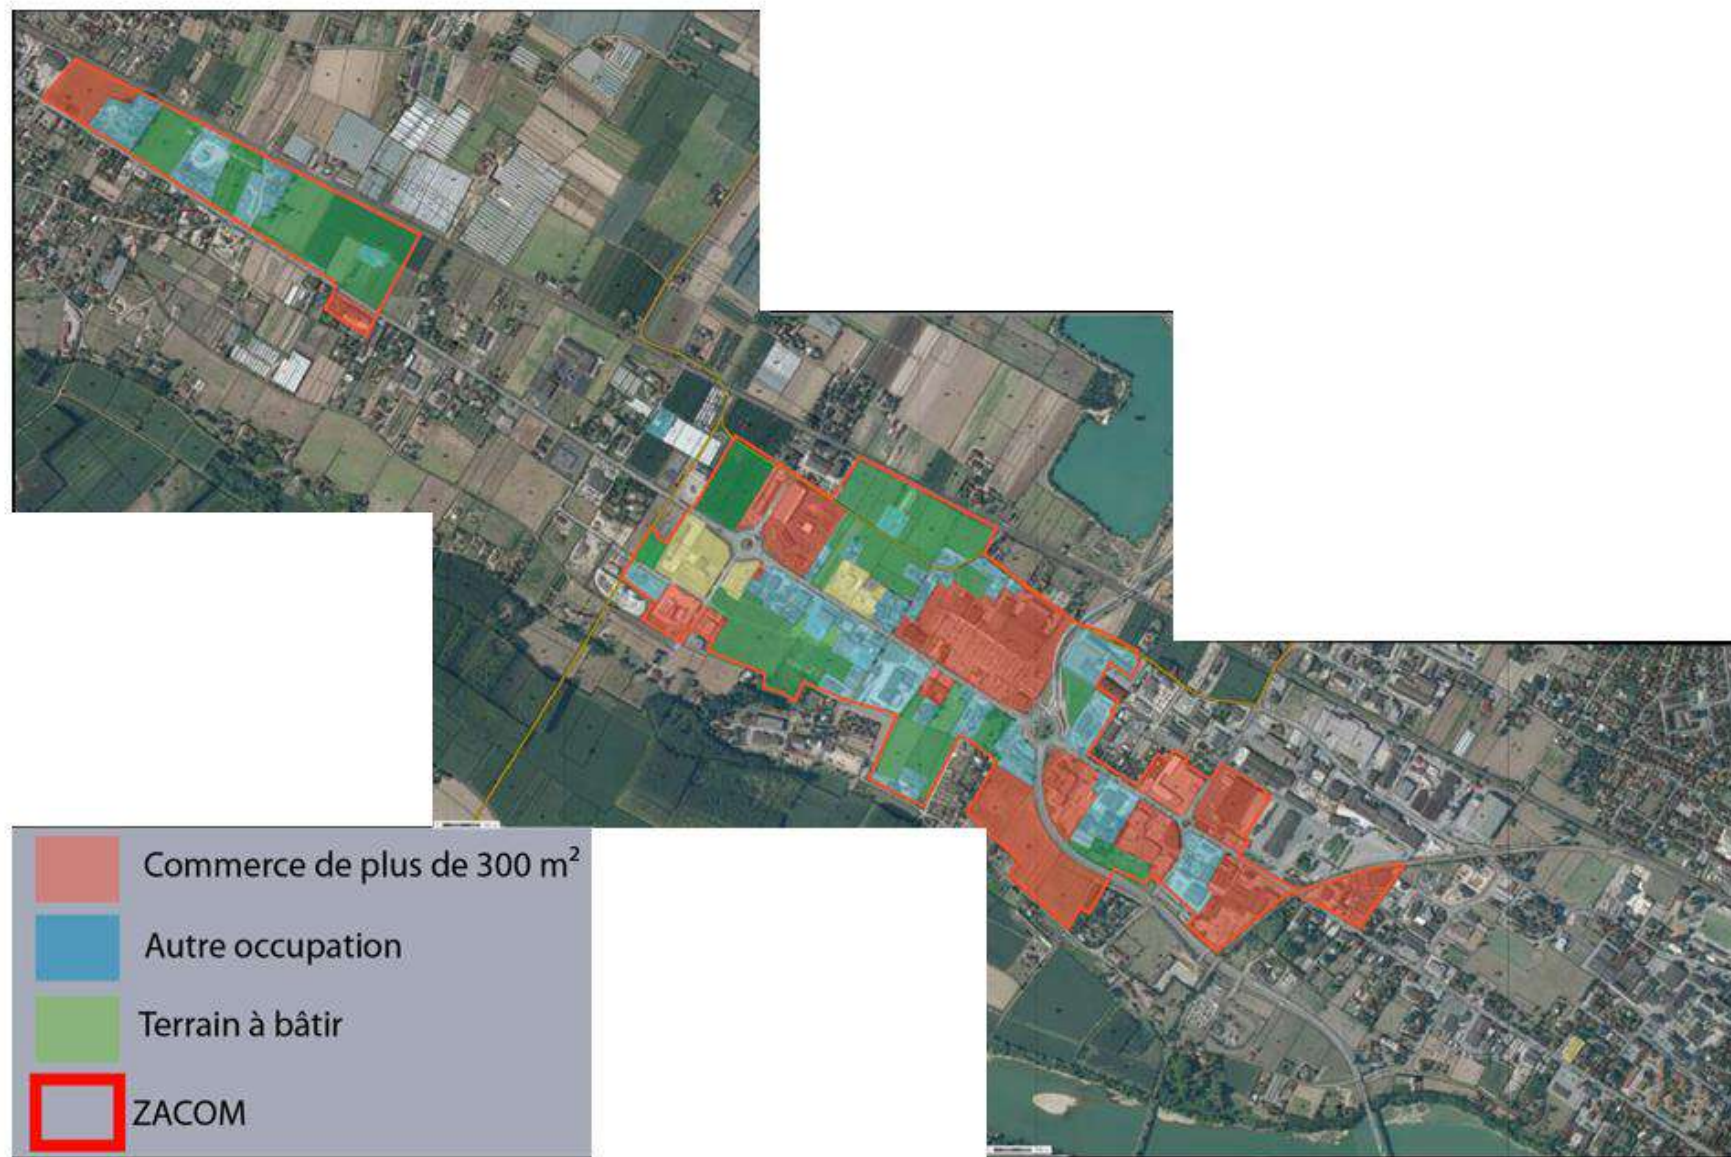 Commerce de plus de 300 m²
Autre occupation
Terrain à bâtir
ZACOM